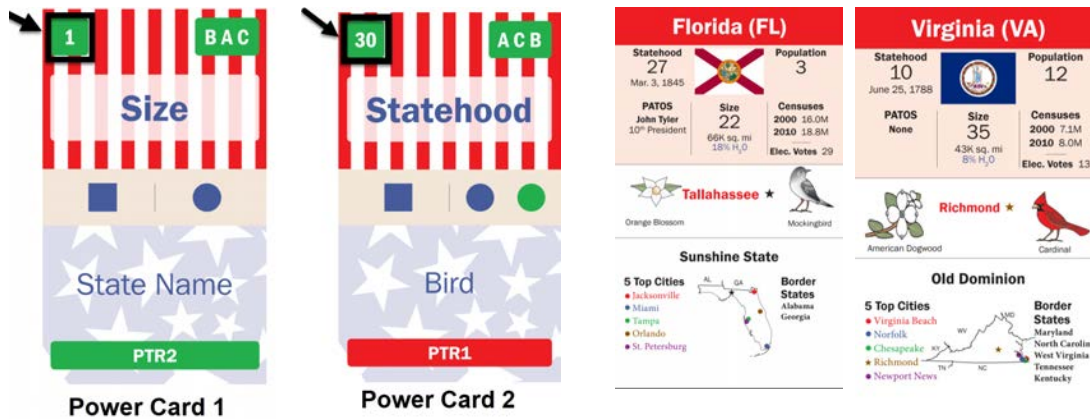 1
B A C
Size
State Name
PTR2
Power Card 1
30
A C B
Statehood
Bird
PTR1
Power Card 2
Florida (FL)
Statehood
27
Mar. 3, 1845
Population
3
PATOS
John Tyler
10th President
Size
22
66K sq. mi
18% H2O
Censuses
2000 16.0M
2010 18.8M
Elec. Votes 29
Orange Blossom
Tallahassee
Mockingbird
Sunshine State
5 Top Cities
Jacksonville
Miami
Tampa
Orlando
St. Petersburg
AL
GA
Border
States
Alabama
Georgia
Virginia (VA)
Statehood
10
June 25, 1788
Population
12
PATOS
None
Size
35
43K sq. mi
8% H2O
Censuses
2000 7.1M
2010 8.0M
Elec. Votes 13
American Dogwood
Richmond
Cardinal
Old Dominion
5 Top Cities
Virginia Beach
Norfolk
Chesapeake
Richmond
Newport News
MD
WV
KY
TN
NC
Border
States
Maryland
North Carolin
West Virginia
Tennessee
Kentucky